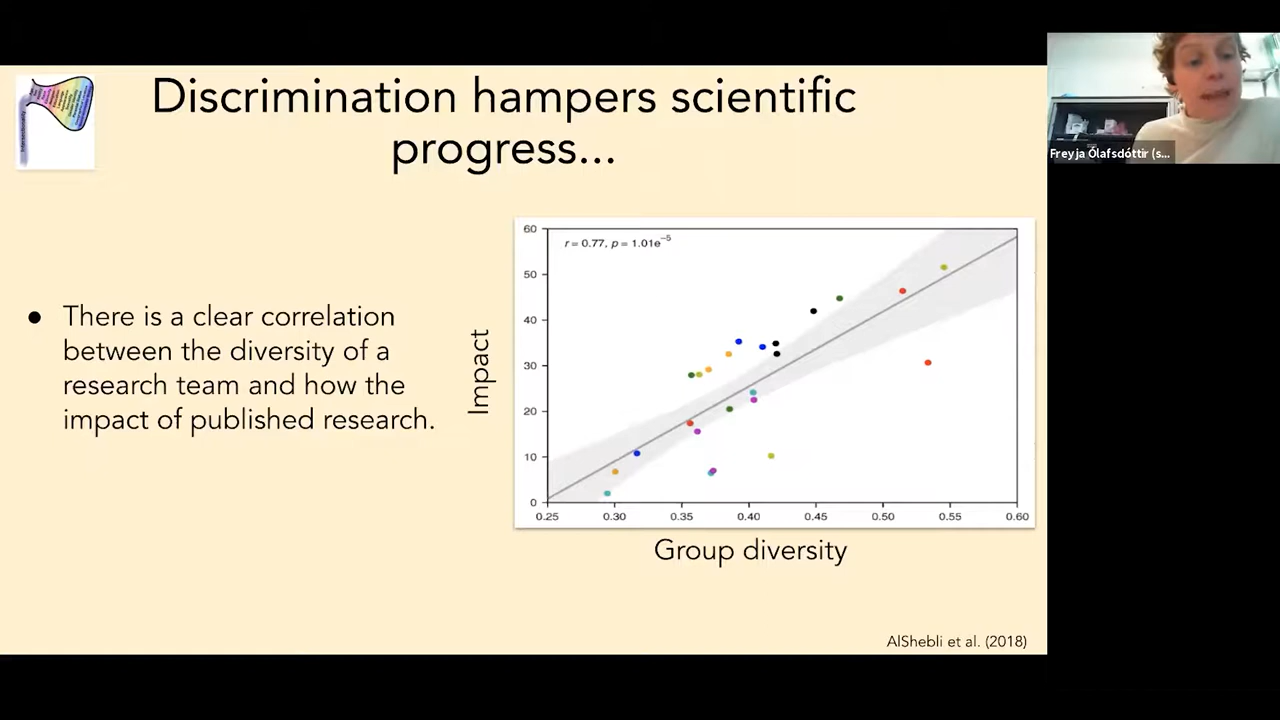 Discrimination hampers scientific
progress...
Freyja Ólafsdóttir (s...
Intersectionality
● There is a clear correlation
between the diversity of a
research team and how the
impact of published research.
r = 0.77, p = 1.01e⁻⁵
Impact
60
50
40
30
20
10
0
0.25 0.30 0.35 0.40 0.45 0.50 0.55 0.60
Group diversity
AlShebli et al. (2018)